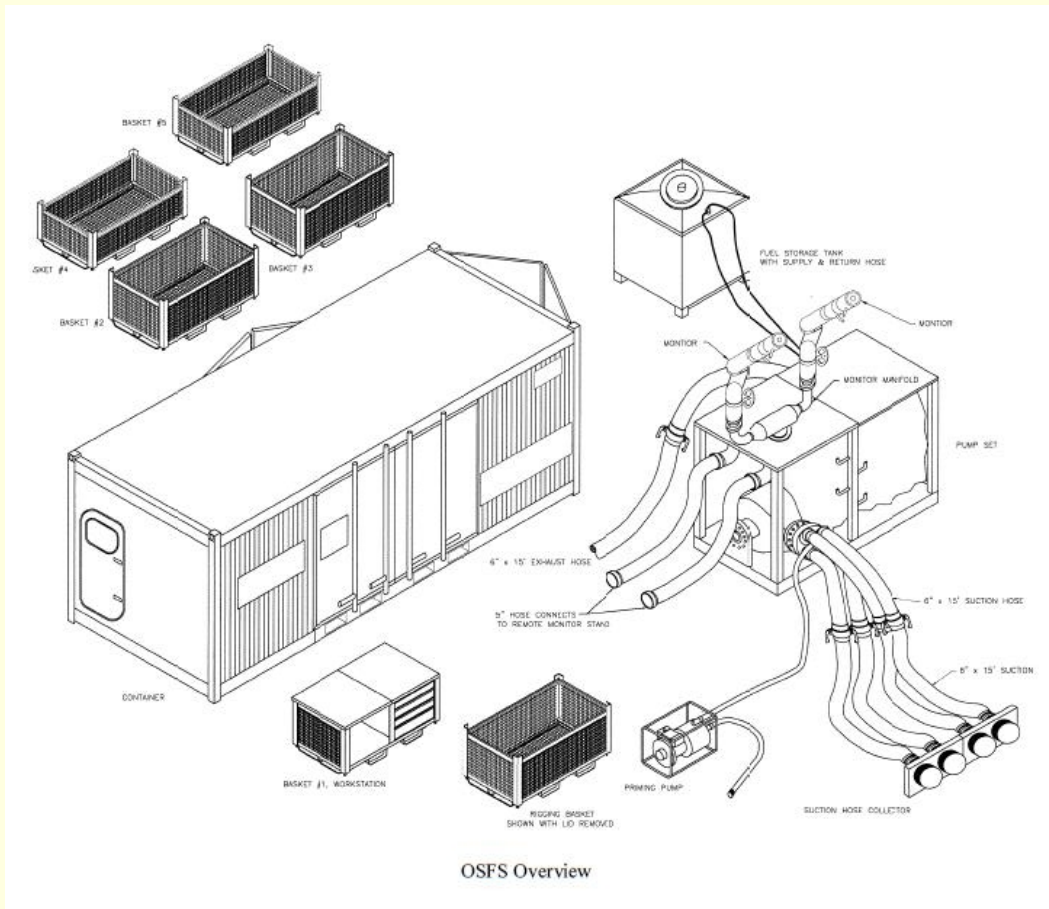 BASKET #5
SKET #4
BASKET #3
BASKET #2
FUEL STORAGE TANK
WITH SUPPLY & RETURN HOSE
MONTIOR
MONTIOR
MONITOR MANIFOLD
PUMP SET
6" x 15' EXHAUST HOSE
5" HOSE CONNECTS
TO REMOTE MONITOR STAND
6" x 15' SUCTION HOSE
6" x 15' SUCTION
CONTAINER
BASKET #1, WORKSTATION
RIGGING BASKET
SHOWN WITH LID REMOVED
PRIMING PUMP
SUCTION HOSE COLLECTOR
OSFS Overview